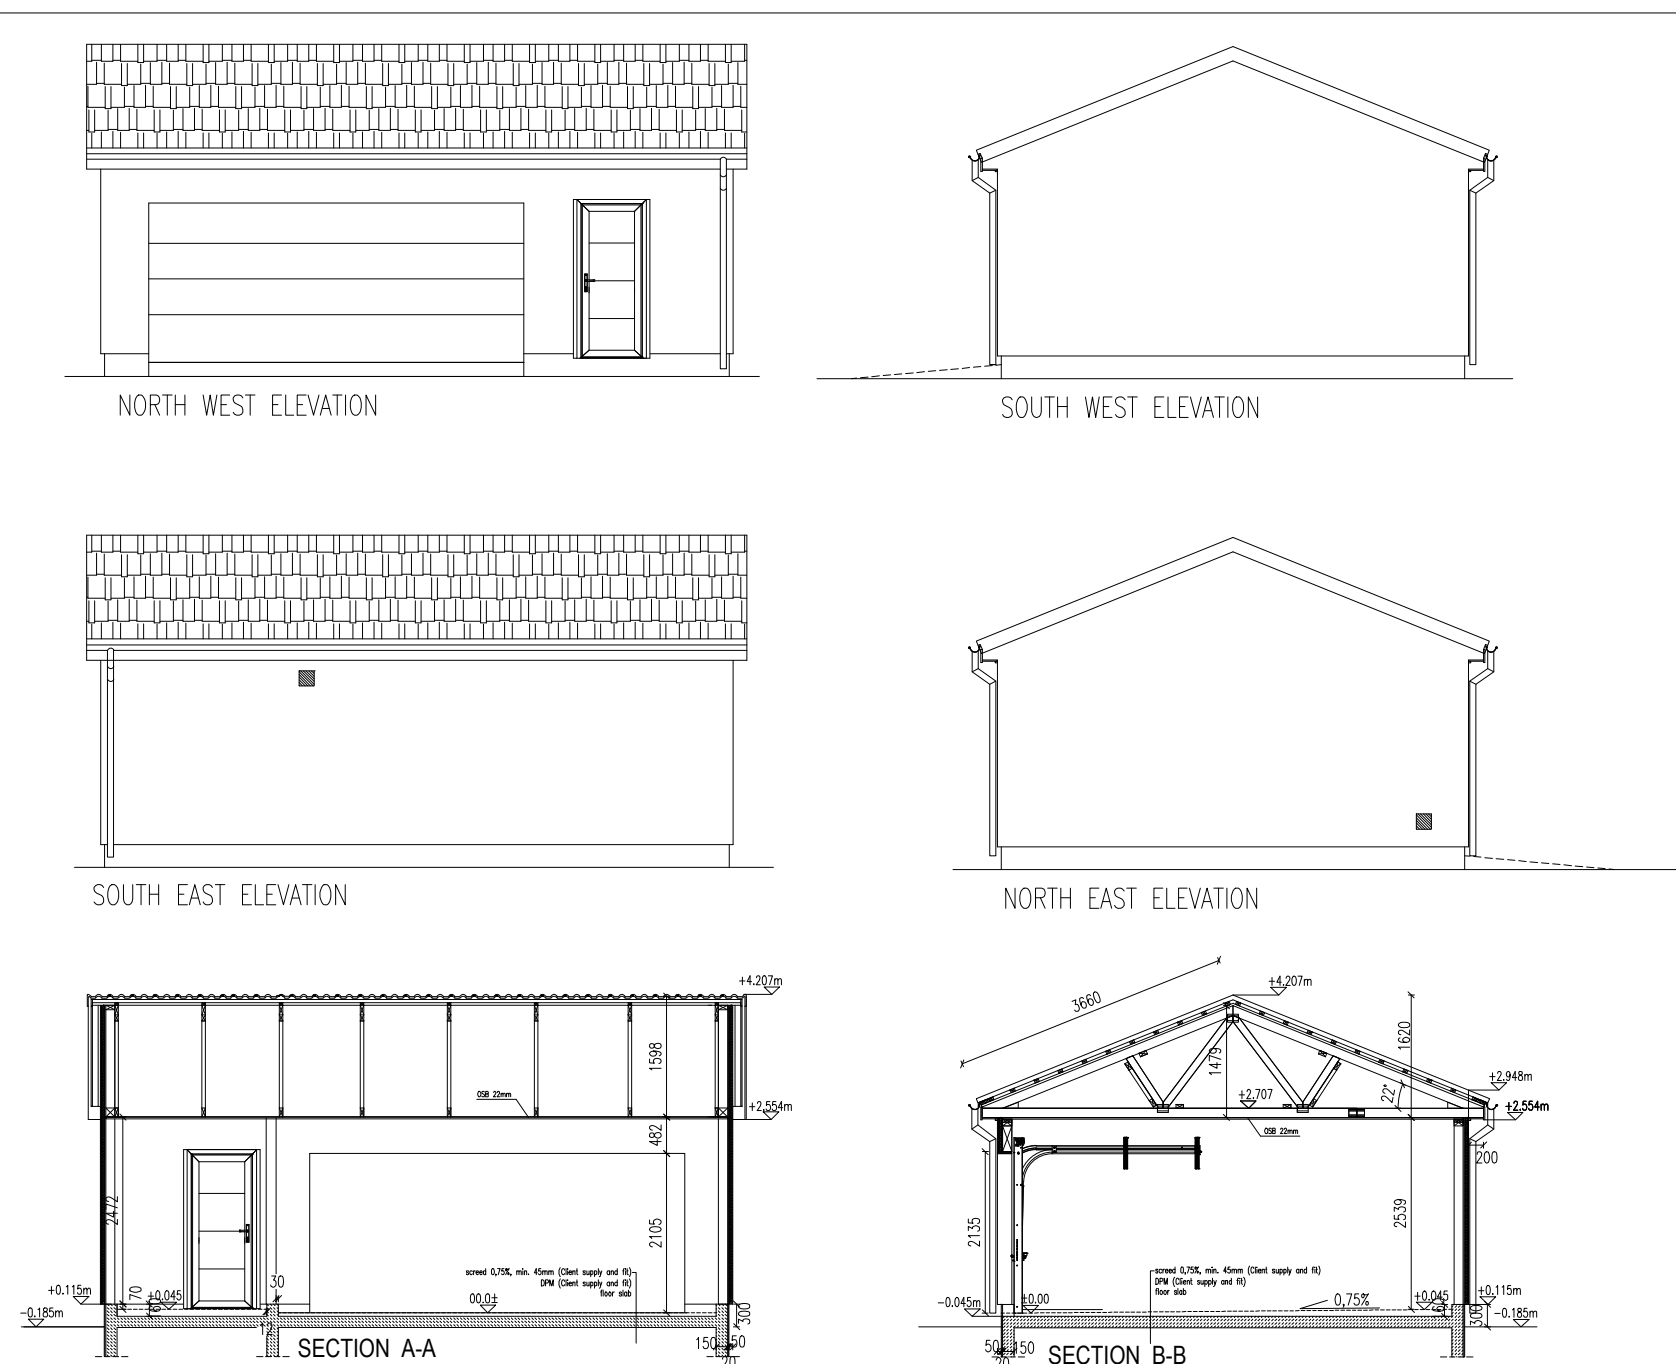 NORTH WEST ELEVATION
SOUTH WEST ELEVATION
SOUTH EAST ELEVATION
NORTH EAST ELEVATION
+4.207m
1598
OSB 22mm
+2.554m
482
2472
2105
screed 0,75%, min. 45mm (Client supply and fit)
DPM (Client supply and fit)
floor slab
+0.115m
70
30
+0.045
00.0±
-0.185m
300
150
50
SECTION A-A
3660
+4.207m
1620
1479
+2.948m
22°
+2.707
+2.554m
OSB 22mm
200
2135
2539
screed 0,75%, min. 45mm (Client supply and fit)
DPM (Client supply and fit)
floor slab
+0.115m
-0.045m
±0.00
0,75%
+0.045
300
-0.185m
50
150
20
SECTION B-B